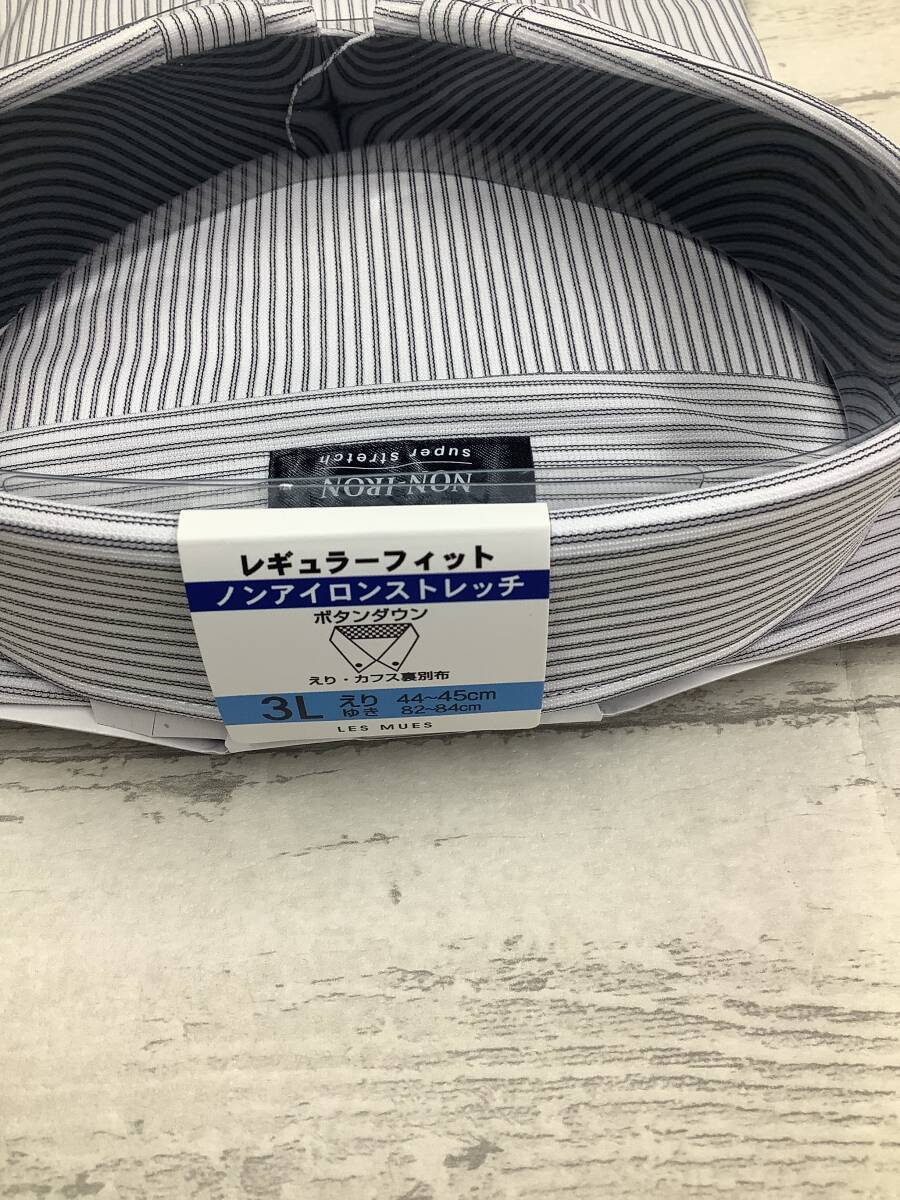 NON-IRON
super stretch
レギュラーフィット
ノンアイロンストレッチ
ボタンダウン
えり・カフス裏別布
3L えり 44~45cm
ゆき 82~84cm
LES MUES